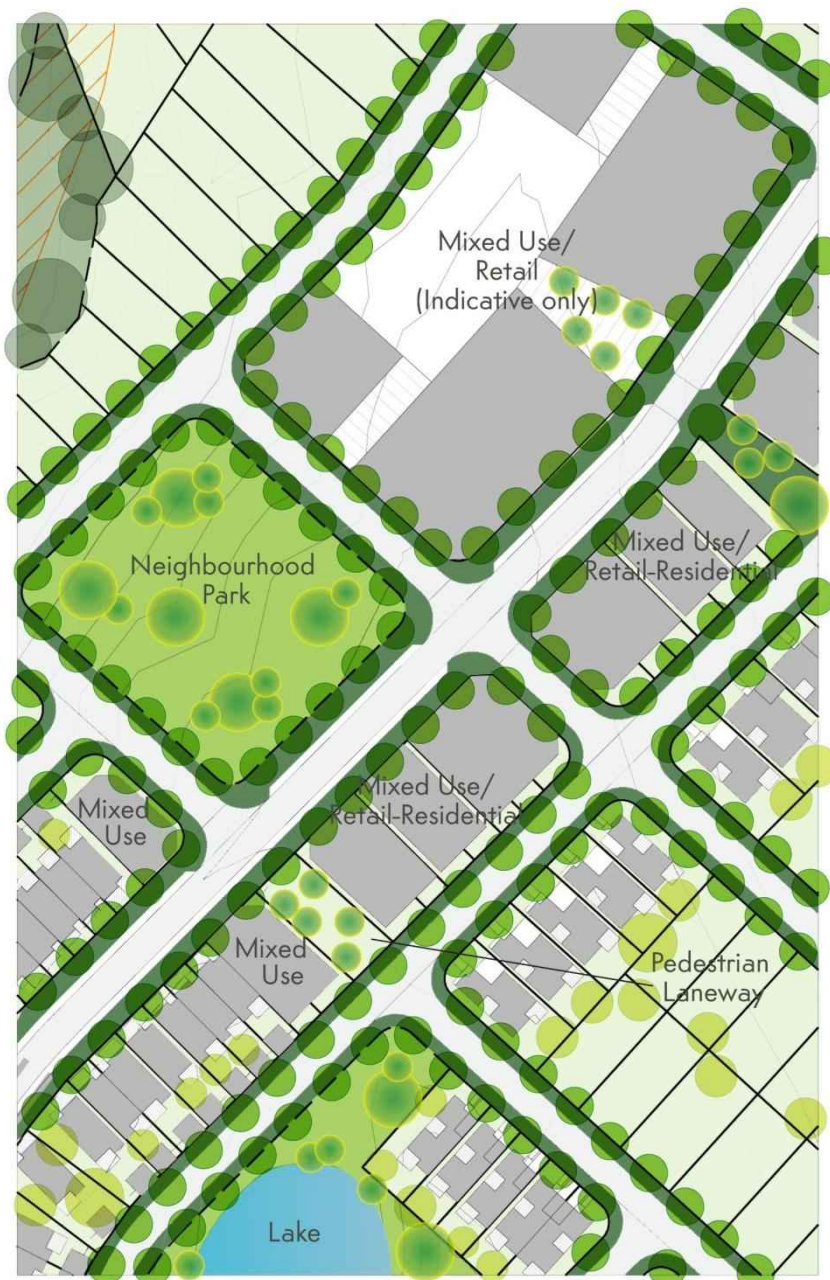 Mixed Use/
Retail
(Indicative only)
Neighbourhood
Park
Mixed Use/
Retail-Residential
Mixed Use/
Retail-Residential
Mixed
Use
Mixed
Use
Pedestrian
Laneway
Lake